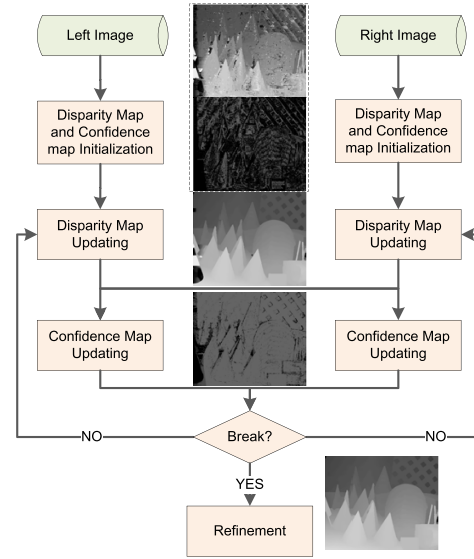 Left Image
Right Image
Disparity Map
and Confidence
map Initialization
Disparity Map
and Confidence
map Initialization
Disparity Map
Updating
Disparity Map
Updating
Confidence Map
Updating
Confidence Map
Updating
NO
Break?
NO
YES
Refinement